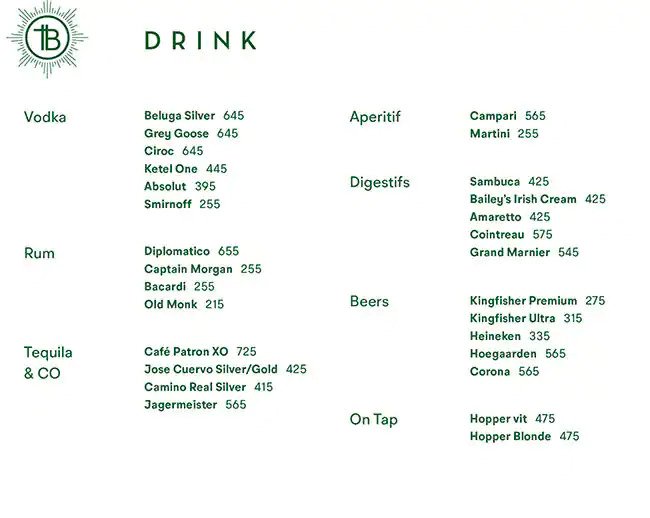 tB
DRINK
Vodka
Beluga Silver 645
Grey Goose 645
Ciroc 645
Ketel One 445
Absolut 395
Smirnoff 255
Rum
Diplomatico 655
Captain Morgan 255
Bacardi 255
Old Monk 215
Tequila
& CO
Café Patron XO 725
Jose Cuervo Silver/Gold 425
Camino Real Silver 415
Jagermeister 565
Aperitif
Campari 565
Martini 255
Digestifs
Sambuca 425
Bailey's Irish Cream 425
Amaretto 425
Cointreau 575
Grand Marnier 545
Beers
Kingfisher Premium 275
Kingfisher Ultra 315
Heineken 335
Hoegaarden 565
Corona 565
On Tap
Hopper vit 475
Hopper Blonde 475